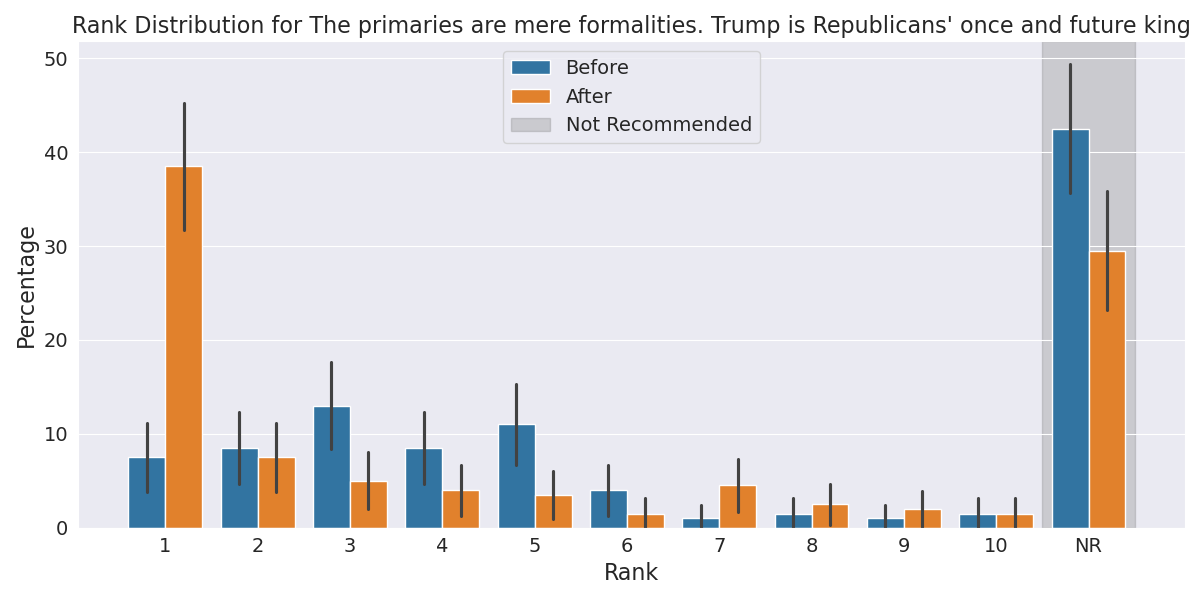 Rank Distribution for The primaries are mere formalities. Trump is Republicans' once and future king
50
40
30
20
10
0
Percentage
Before
After
Not Recommended
1 2 3 4 5 6 7 8 9 10 NR
Rank